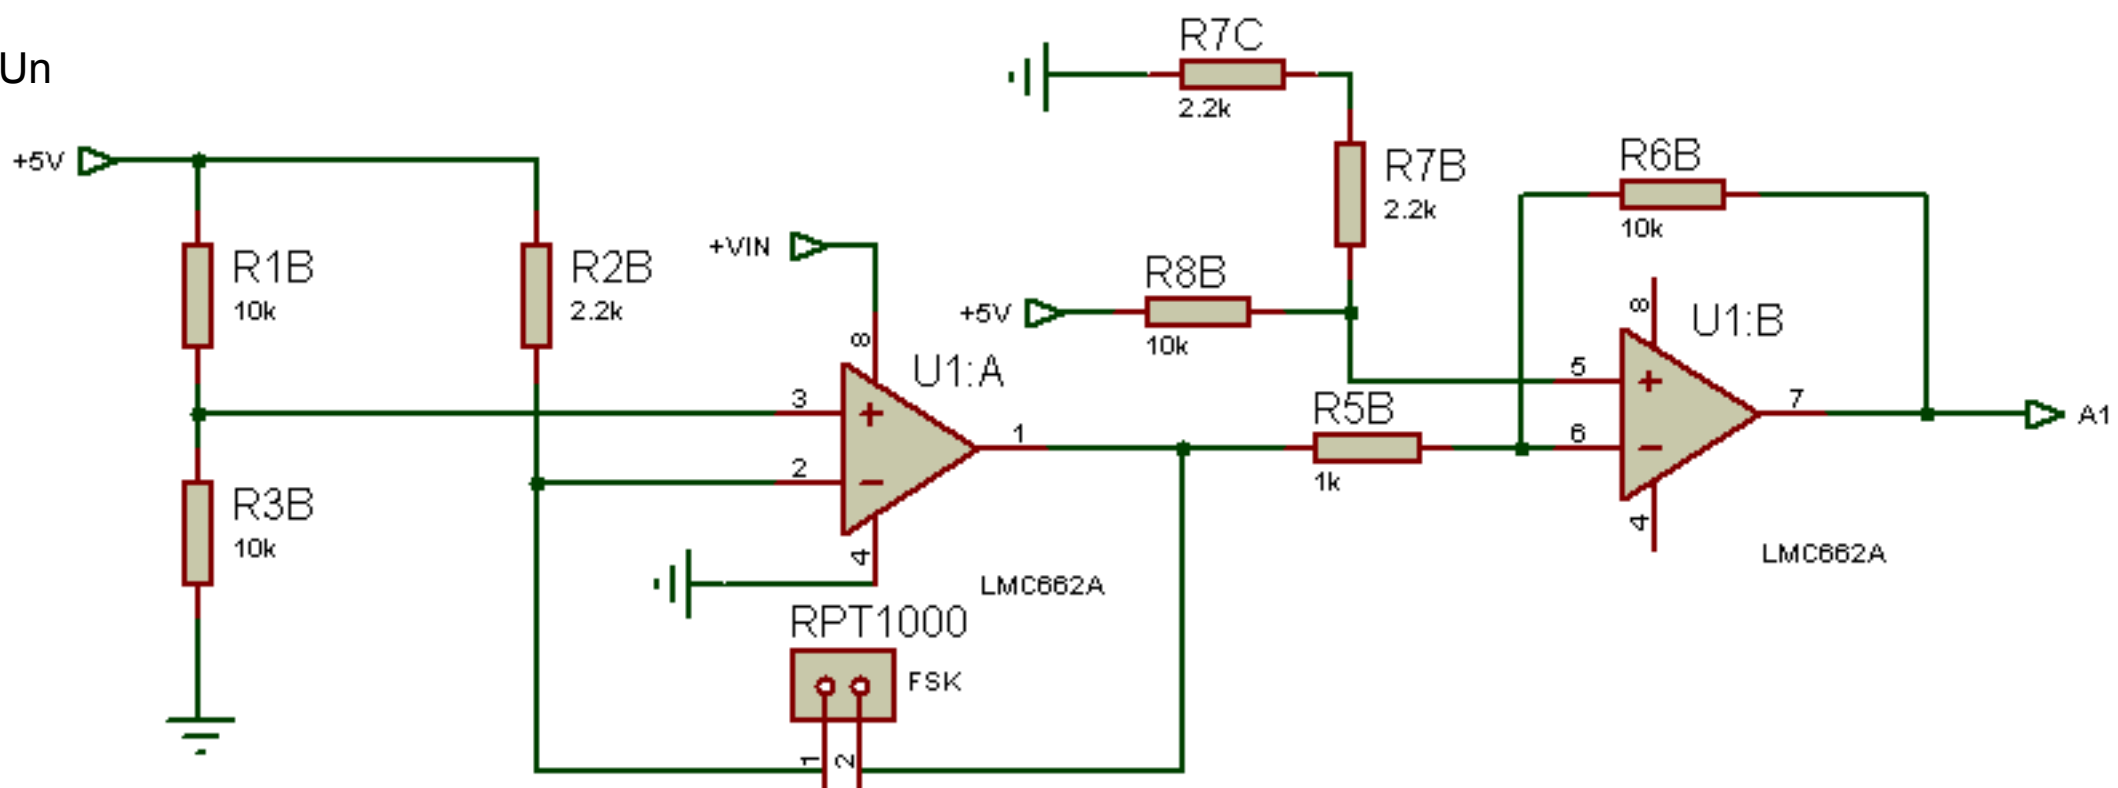 Un
+5V
R1B
10k
R3B
10k
R2B
2.2k
+VIN
8
U1:A
3
2
1
4
LMC662A
RPT1000
FSK
1
2
R7C
2.2k
R7B
2.2k
+5V
R8B
10k
R5B
1k
R6B
10k
8
U1:B
5
6
7
4
LMC662A
A1